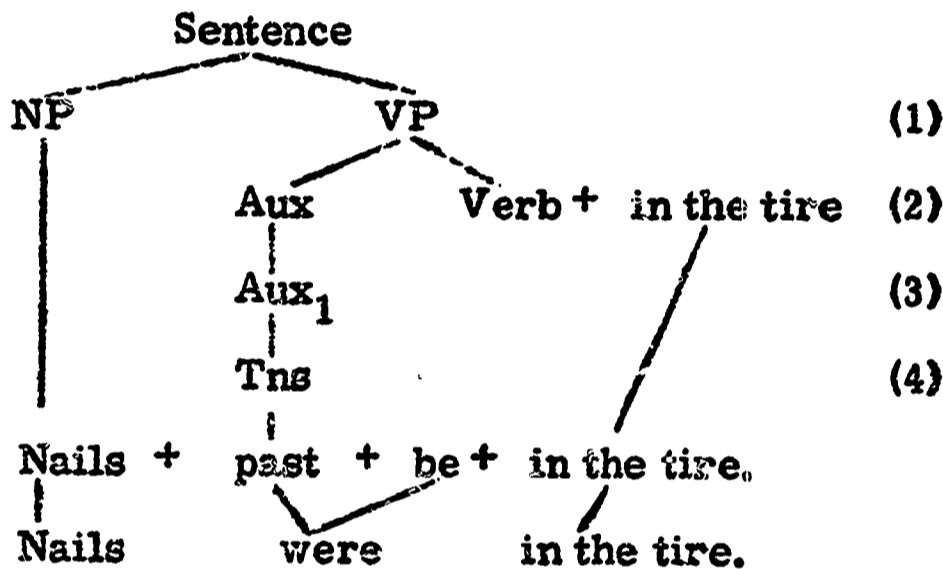 Sentence
NP VP (1)
Aux Verb + in the tire (2)
Aux1 (3)
Tns (4)
Nails + past + be + in the tire.
Nails were in the tire.